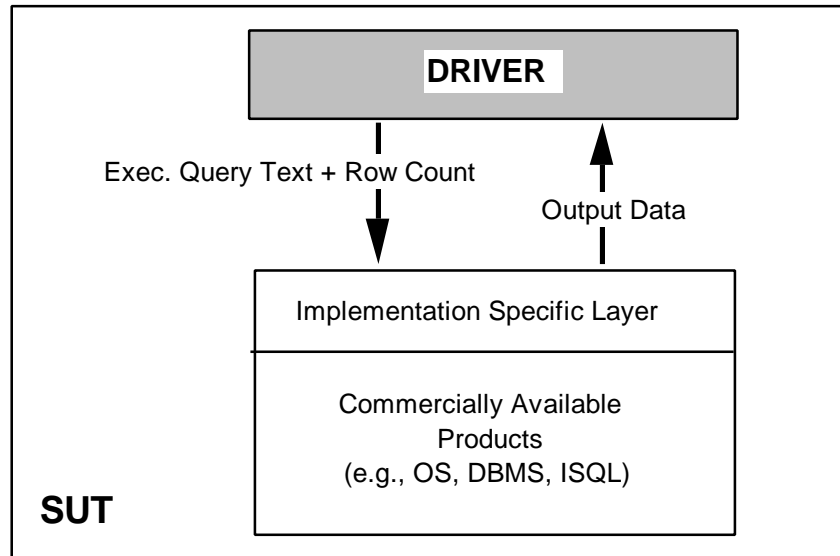 DRIVER
Exec. Query Text + Row Count
Output Data
Implementation Specific Layer
Commercially Available
Products
(e.g., OS, DBMS, ISQL)
SUT